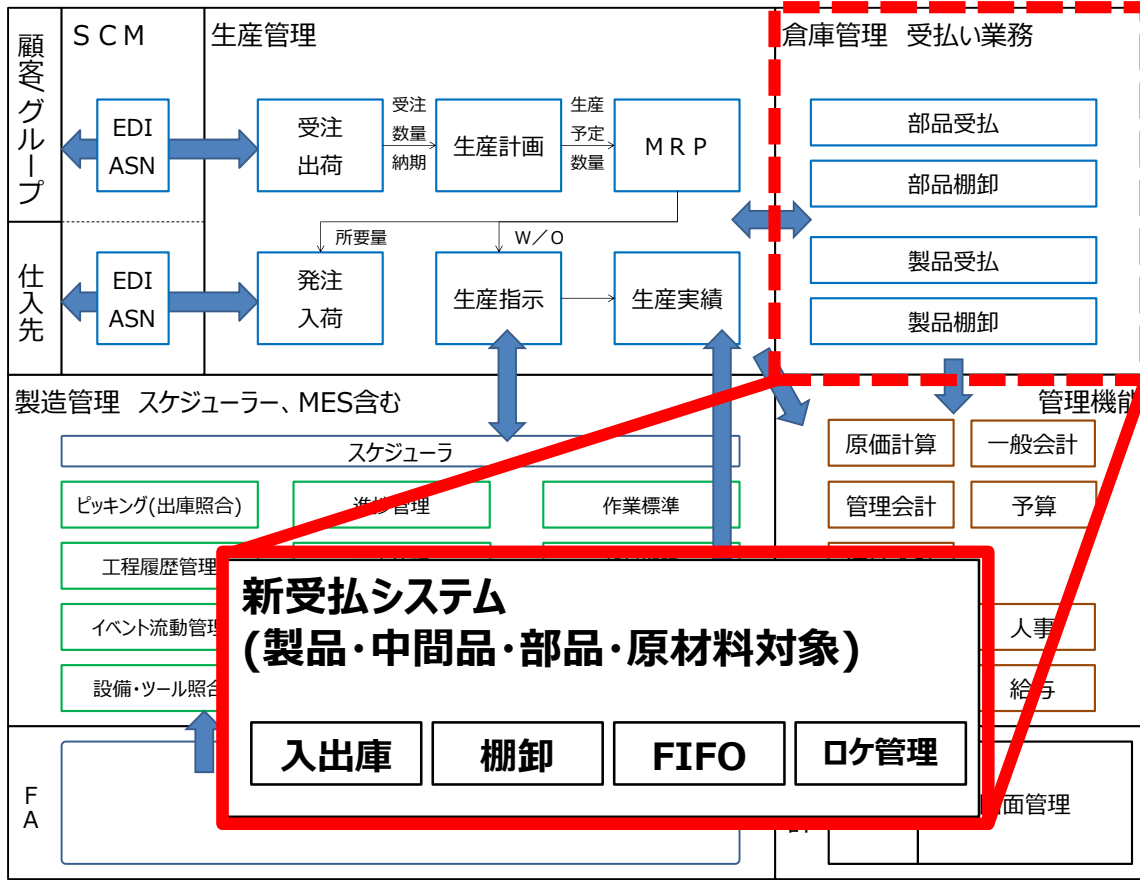 顧客/グループ
SCM
生産管理
倉庫管理 受払い業務
EDI
ASN
受注
出荷
受注
数量
納期
生産計画
生産
予定
数量
MRP
部品受払
部品棚卸
製品受払
製品棚卸
仕入先
EDI
ASN
所要量
発注
入荷
W/O
生産指示
生産実績
製造管理 スケジューラー、MES含む
管理機能
スケジューラ
ピッキング(出庫照合)
進捗管理
作業標準
工程履歴管理
イベント流動管理
設備・ツール照合
原価計算
一般会計
管理会計
予算
人事
給与
新受払システム
(製品・中間品・部品・原材料対象)
入出庫
棚卸
FIFO
ロケ管理
FA
面管理